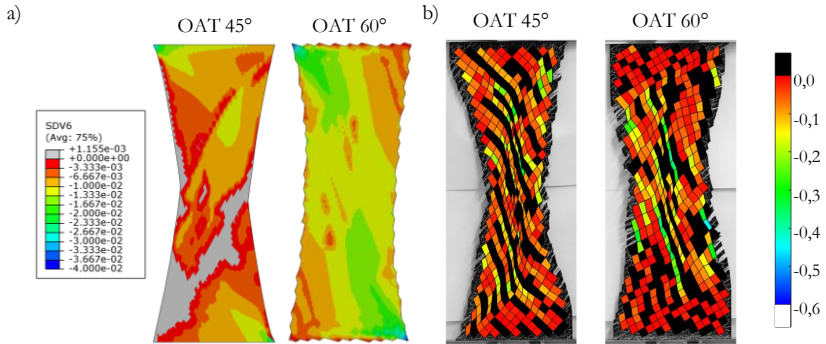 a)
OAT 45°
OAT 60°
b)
OAT 45°
OAT 60°
SDV6
(Avg: 75%)
+1.155e-03
+0.000e+00
-3.333e-03
-6.667e-03
-1.000e-02
-1.333e-02
-2.000e-02
-2.333e-02
-2.667e-02
-3.000e-02
-3.333e-02
-3.667e-02
-4.000e-02
0,0
-0,1
-0,2
-0,3
-0,4
-0,5
-0,6